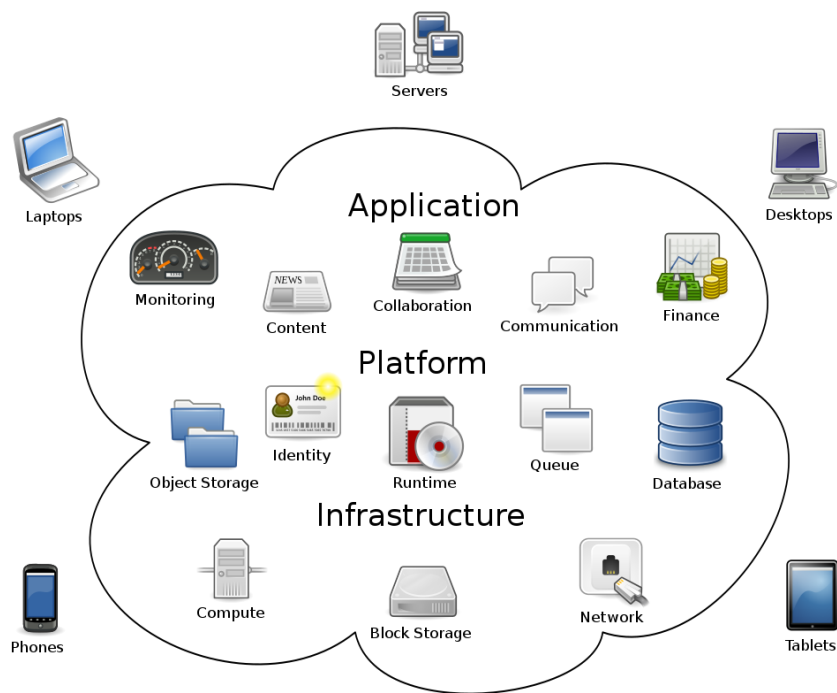 Servers
Laptops
Desktops
Application
Monitoring
NEWS
Content
Collaboration
Communication
Finance
Platform
John Doe
Object Storage
Identity
Runtime
Queue
Database
Infrastructure
Compute
Block Storage
Network
Phones
Tablets